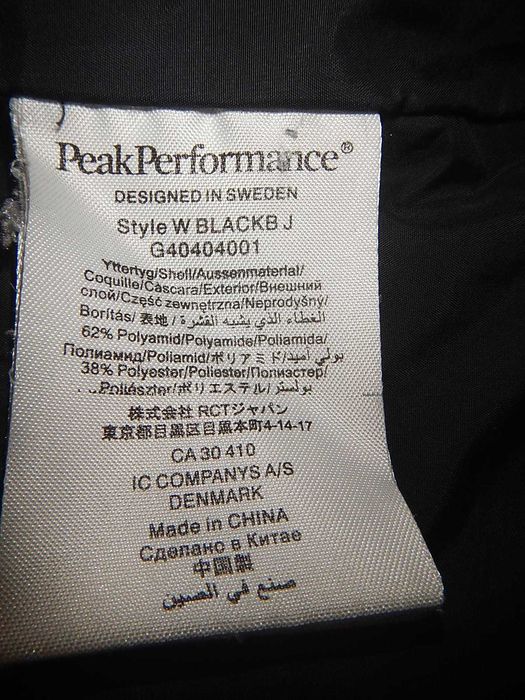 PeakPerformance®
DESIGNED IN SWEDEN
Style W BLACKB J
G40404001
Yttertyg/Shell/Aussenmaterial/
Coquille/Cáscara/Exterior/Внешний
слой/Część zewnętrzna/Neprodyšný/
Borítás/表地/الغطاء الذي يشبه القشرة/
62% Polyamid/Polyamide/Poliamida/
Полиамид/Poliamid/ポリアミド/بولي أميد
38% Polyester/Poliester/Полиэстер/
Poliészter/ポリエステル/بولستر
株式会社 RCTジャパン
東京都目黒区目黒本町4-14-17
CA 30 410
IC COMPANYS A/S
DENMARK
Made in CHINA
Сделано в Китае
中国製
صنع في الصين